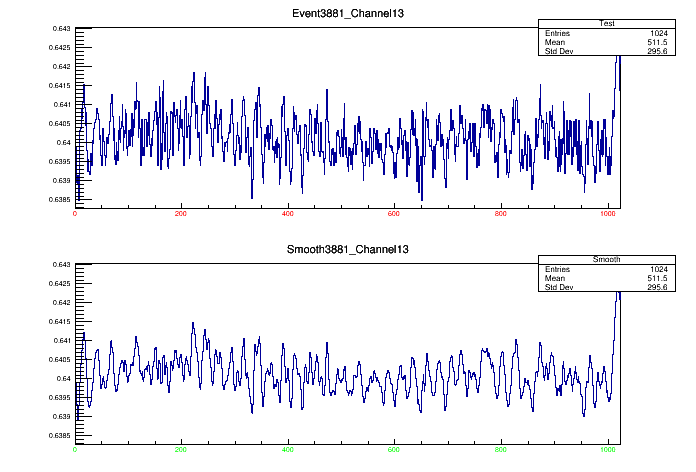 Event3881_Channel13
Test
Entries 1024
Mean 511.5
Std Dev 295.6
0.643
0.6425
0.642
0.6415
0.641
0.6405
0.64
0.6395
0.639
0.6385
0 200 400 600 800 1000
Smooth3881_Channel13
Smooth
Entries 1024
Mean 511.5
Std Dev 295.6
0.643
0.6425
0.642
0.6415
0.641
0.6405
0.64
0.6395
0.639
0.6385
0 200 400 600 800 1000